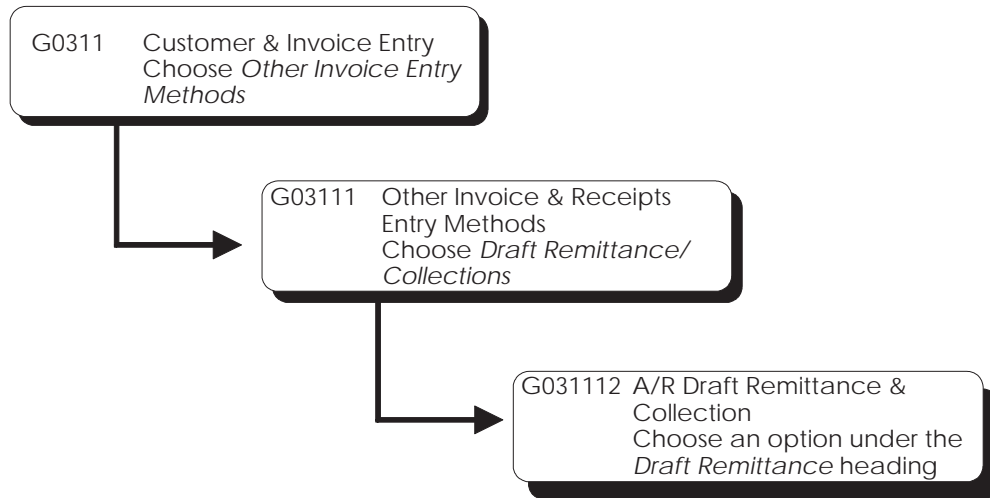 G0311 Customer & Invoice Entry
Choose Other Invoice Entry
Methods
G03111 Other Invoice & Receipts
Entry Methods
Choose Draft Remittance/
Collections
G031112 A/R Draft Remittance &
Collection
Choose an option under the
Draft Remittance heading